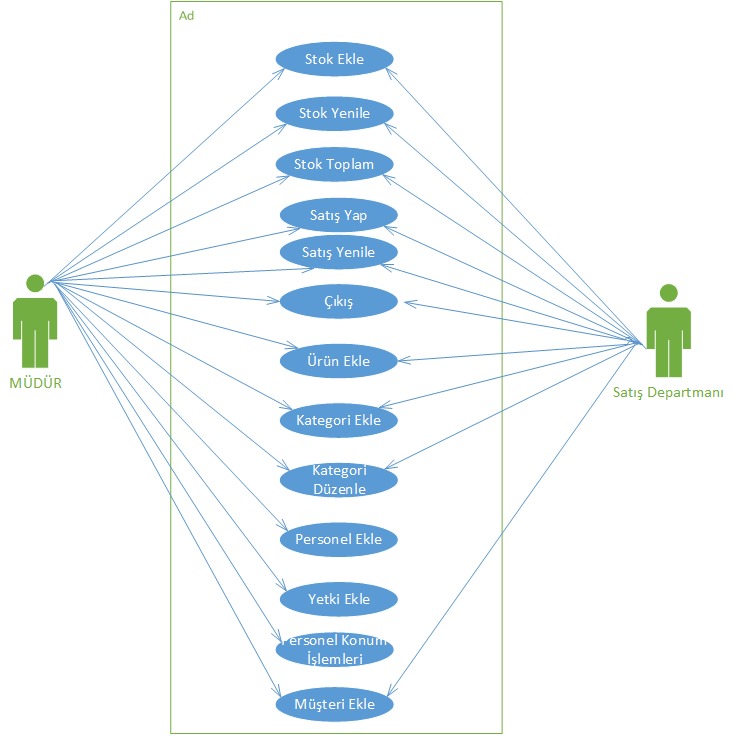 Ad
Stok Ekle
Stok Yenile
Stok Toplam
Satış Yap
Satış Yenile
Çıkış
Ürün Ekle
Kategori Ekle
Kategori
Düzenle
Personel Ekle
Yetki Ekle
Personel Konum
İşlemleri
Müşteri Ekle
MÜDÜR
Satış Departmanı